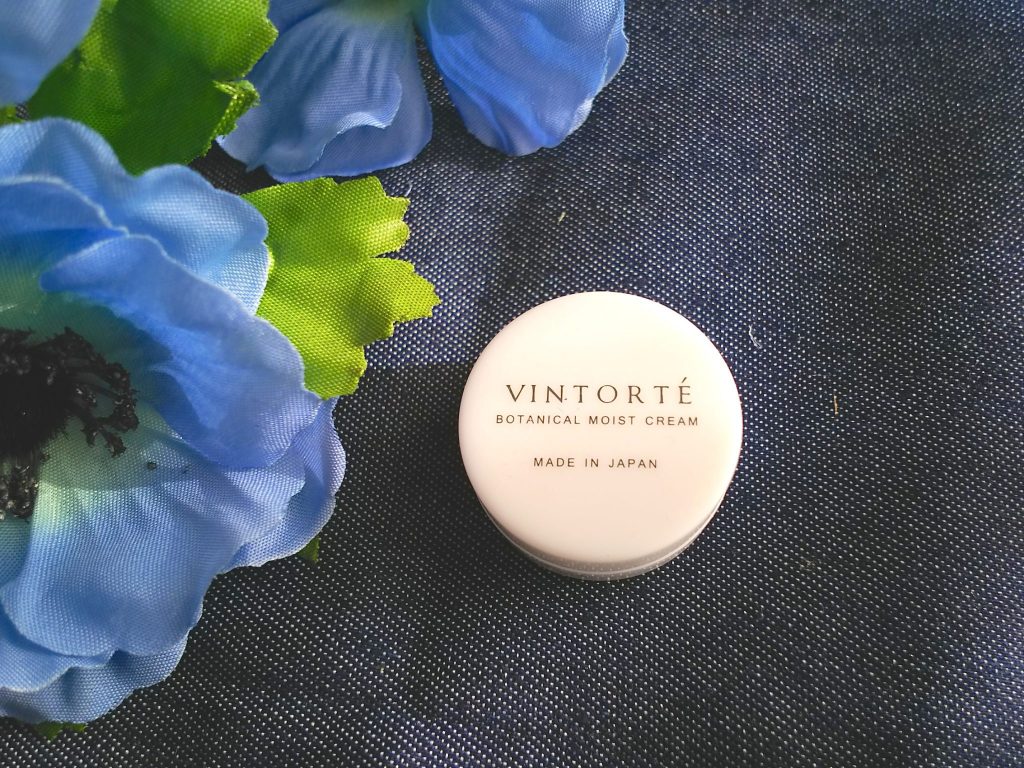 VINTORTÉ
BOTANICAL MOIST CREAM
MADE IN JAPAN